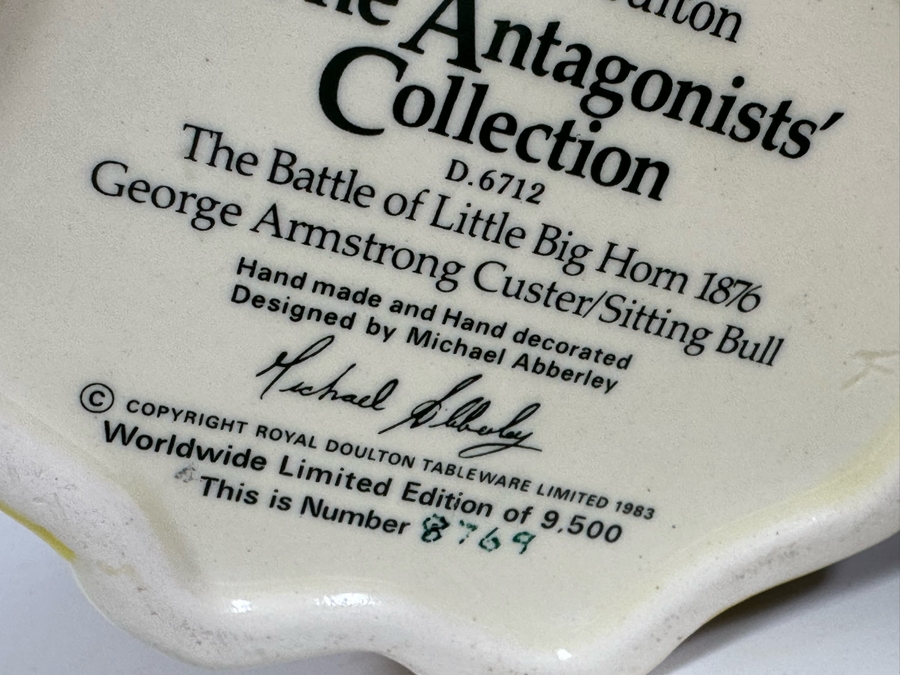 The Antagonists'
Collection
D.6712
The Battle of Little Big Horn 1876
George Armstrong Custer/Sitting Bull
Hand made and Hand decorated
Designed by Michael Abberley
Michael Abberley
© COPYRIGHT ROYAL DOULTON TABLEWARE LIMITED 1983
Worldwide Limited Edition of 9,500
This is Number 8769